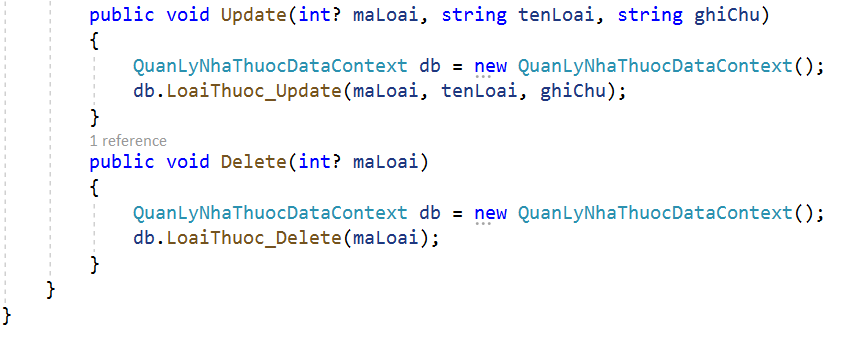 public void Update(int? maLoai, string tenLoai, string ghiChu)
{
QuanLyNhaThuocDataContext db = new QuanLyNhaThuocDataContext();
db.LoaiThuoc_Update(maLoai, tenLoai, ghiChu);
}
1 reference
public void Delete(int? maLoai)
{
QuanLyNhaThuocDataContext db = new QuanLyNhaThuocDataContext();
db.LoaiThuoc_Delete(maLoai);
}
}
}